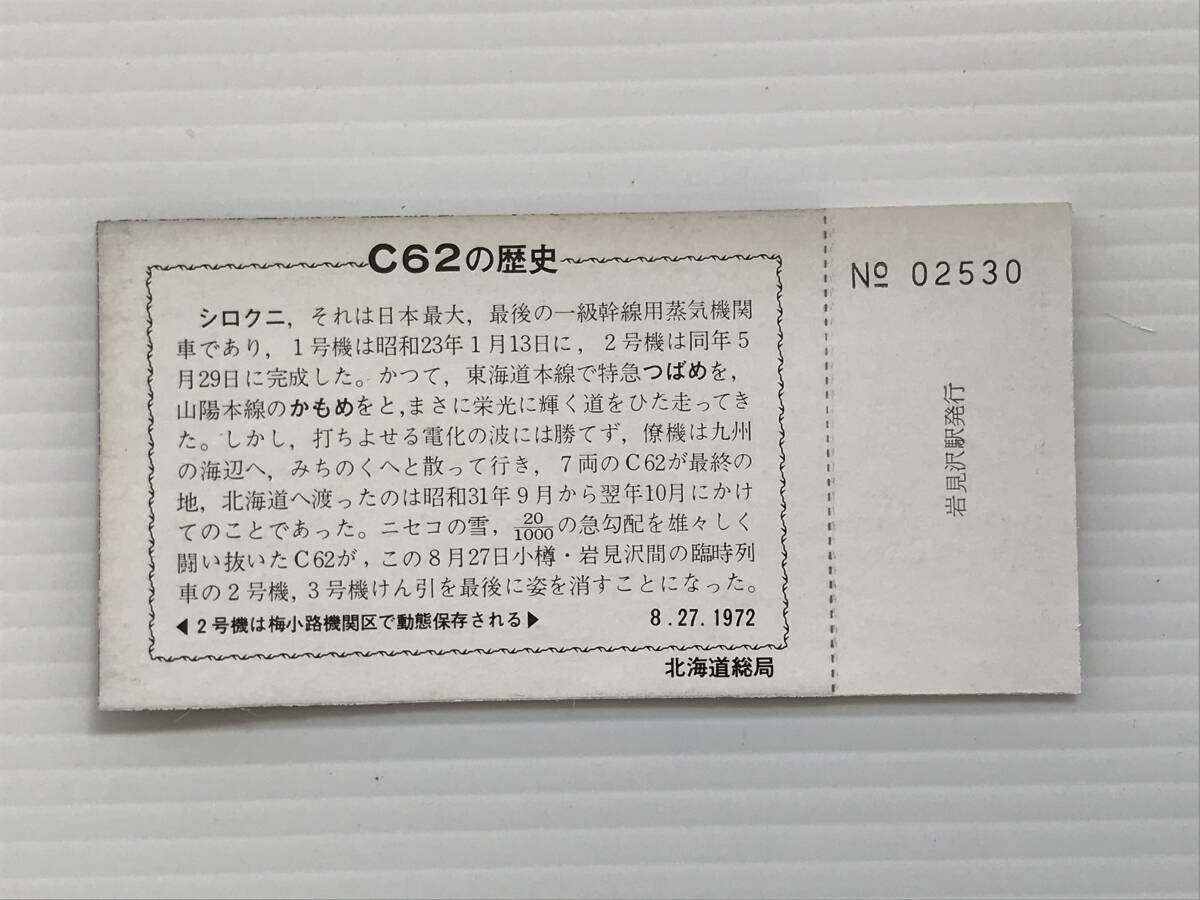 C62の歴史
シロクニ，それは日本最大，最後の一級幹線用蒸気機関
車であり，1号機は昭和23年1月13日に，2号機は同年5
月29日に完成した。かつて，東海道本線で特急つばめを，
山陽本線のかもめをと，まさに栄光に輝く道をひた走ってき
た。しかし，打ちよせる電化の波には勝てず，僚機は九州
の海辺へ，みちのくへと散って行き，7両のC62が最終の
地，北海道へ渡ったのは昭和31年9月から翌年10月にかけ
てのことであった。ニセコの雪，20/1000の急勾配を雄々しく
闘い抜いたC62が，この8月27日小樽・岩見沢間の臨時列
車の2号機，3号機けん引を最後に姿を消すことになった。
◀2号機は梅小路機関区で動態保存される▶ 8.27.1972
北海道総局
№ 02530
岩見沢駅発行